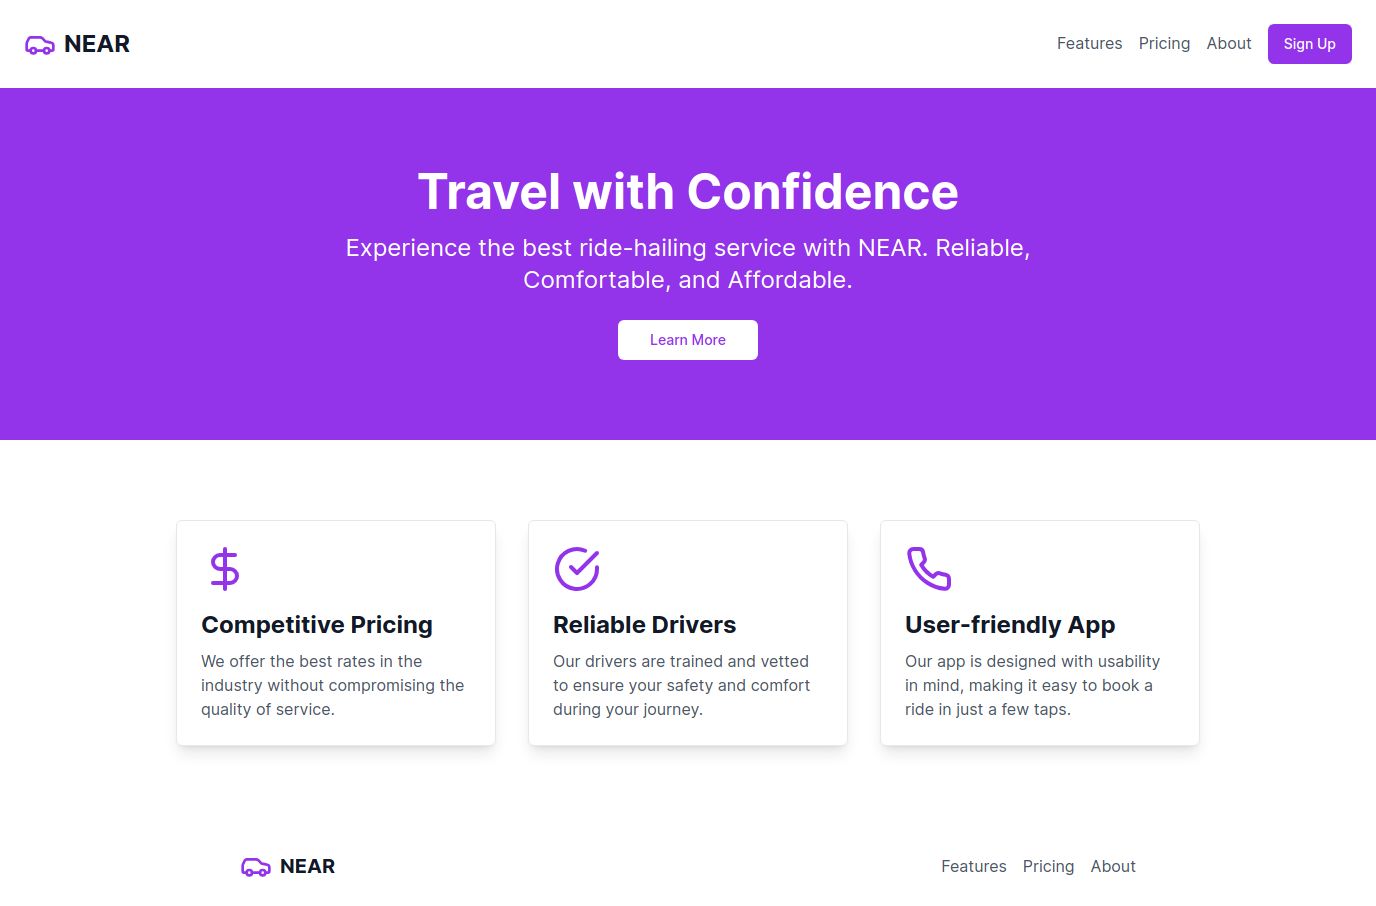 NEAR
Features Pricing About Sign Up
Travel with Confidence
Experience the best ride-hailing service with NEAR. Reliable,
Comfortable, and Affordable.
Learn More
Competitive Pricing
We offer the best rates in the
industry without compromising the
quality of service.
Reliable Drivers
Our drivers are trained and vetted
to ensure your safety and comfort
during your journey.
User-friendly App
Our app is designed with usability
in mind, making it easy to book a
ride in just a few taps.
NEAR
Features Pricing About